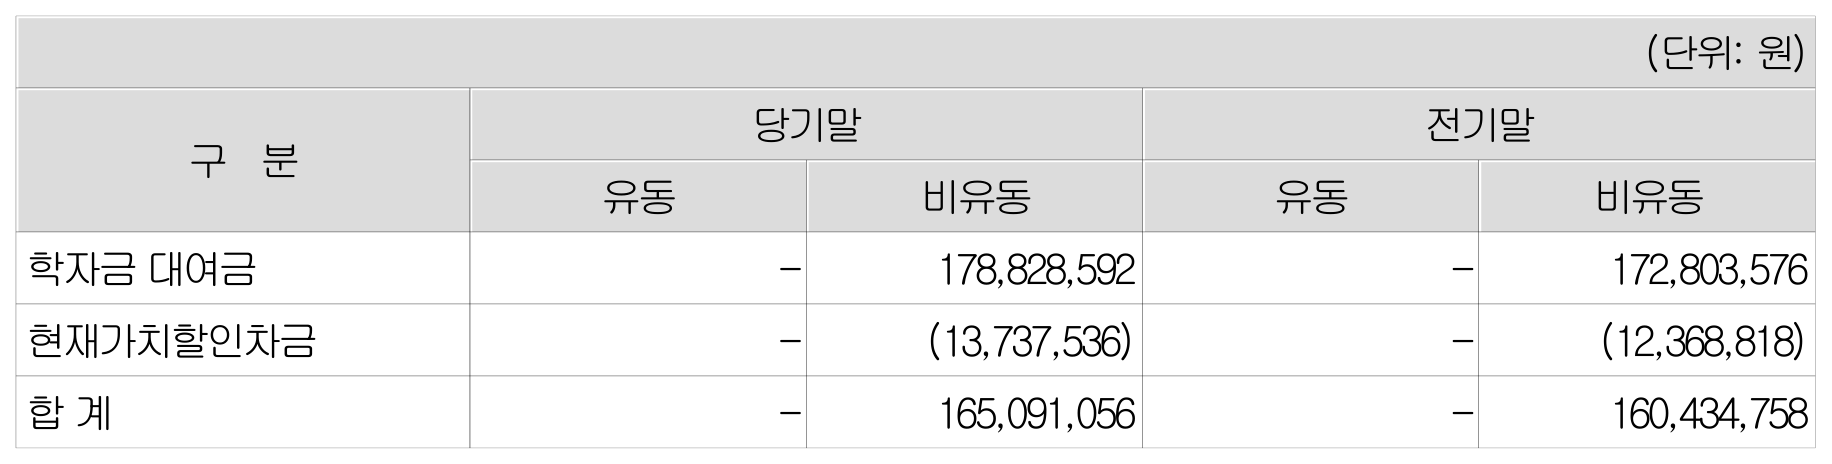 (단위: 원)
구 분 당기말 전기말
유동 비유동 유동 비유동
학자금 대여금 - 178,828,592 - 172,803,576
현재가치할인차금 - (13,737,536) - (12,368,818)
합 계 - 165,091,056 - 160,434,758